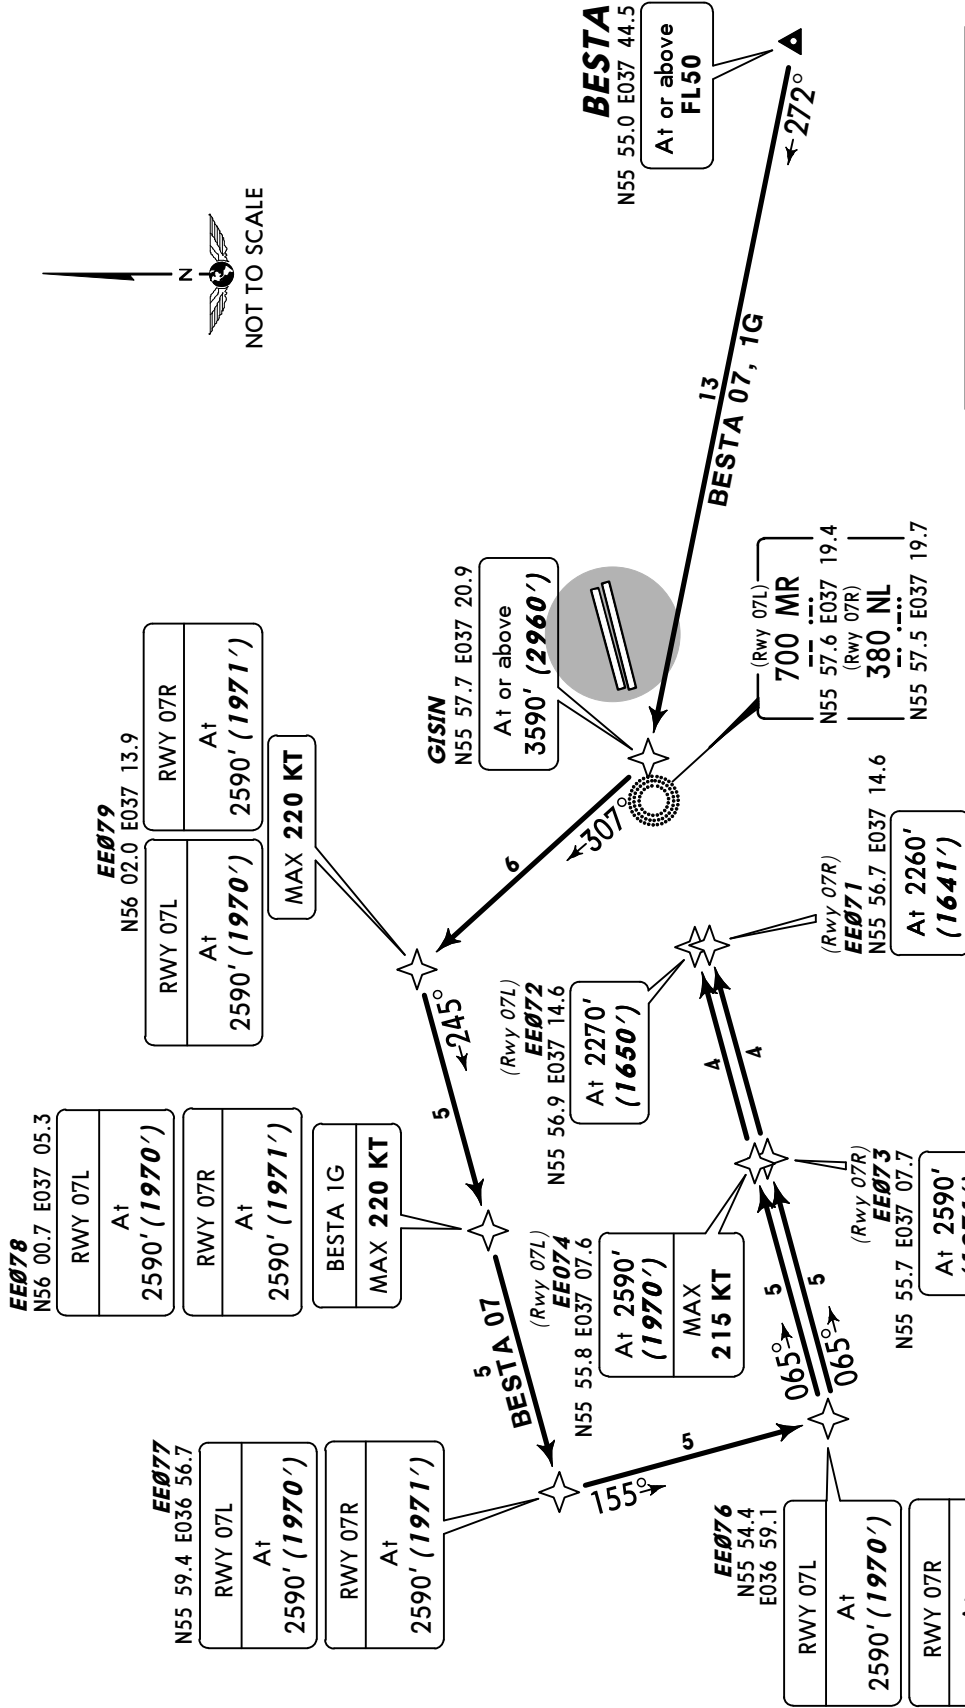 BESTA
N55 55.0 E037 44.5
At or above
FL50
272°
N
NOT TO SCALE
13
BESTA 07, 1G
GISIN
N55 57.7 E037 20.9
At or above
3590' (2960')
(Rwy 07L)
700 MR
N55 57.6 E037 19.4
(Rwy 07R)
380 NL
N55 57.5 E037 19.7
307°
6
EEØ79
N56 02.0 E037 13.9
RWY 07L
At
2590' (1970')
RWY 07R
At
2590' (1971')
MAX 220 KT
245°
5
EEØ78
N56 00.7 E037 05.3
RWY 07L
At
2590' (1970')
RWY 07R
At
2590' (1971')
BESTA 1G
MAX 220 KT
5
BESTA 07
EEØ77
N55 59.4 E036 56.7
RWY 07L
At
2590' (1970')
RWY 07R
At
2590' (1971')
155°
5
EEØ76
N55 54.4
E036 59.1
RWY 07L
At
2590' (1970')
RWY 07R
065°
065°
5
5
(Rwy 07L)
EE074
N55 55.8 E037 07.6
At 2590'
(1970')
MAX
215 KT
(Rwy 07R)
EEØ73
N55 55.7 E037 07.7
At 2590'
4
4
(Rwy 07L)
EEØ72
N55 56.9 E037 14.6
At 2270'
(1650')
(Rwy 07R)
EEØ71
N55 56.7 E037 14.6
At 2260'
(1641')